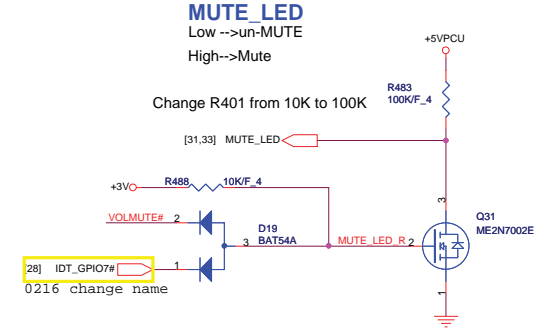 MUTE_LED
Low -->un-MUTE
High-->Mute
+5VPCU
R483
100K/F_4
Change R401 from 10K to 100K
[31,33] MUTE_LED
+3V
R488
10K/F_4
3
VOLMUTE# 2
D19
BAT54A
3
MUTE_LED_R 2
Q31
ME2N7002E
[28] IDT_GPIO7# 1
1
0216 change name